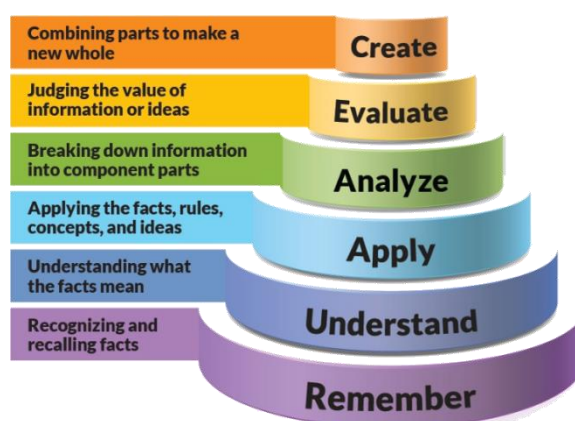 Combining parts to make a
new whole
Create
Judging the value of
information or ideas
Evaluate
Breaking down information
into component parts
Analyze
Applying the facts, rules,
concepts, and ideas
Apply
Understanding what
the facts mean
Understand
Recognizing and
recalling facts
Remember